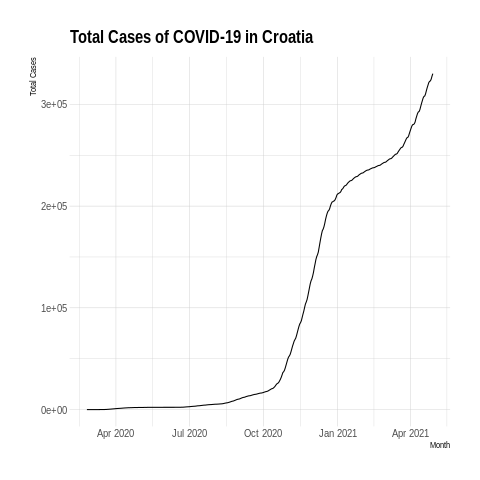 Total Cases of COVID-19 in Croatia
Total Cases
3e+05
2e+05
1e+05
0e+00
Apr 2020 Jul 2020 Oct 2020 Jan 2021 Apr 2021
Month